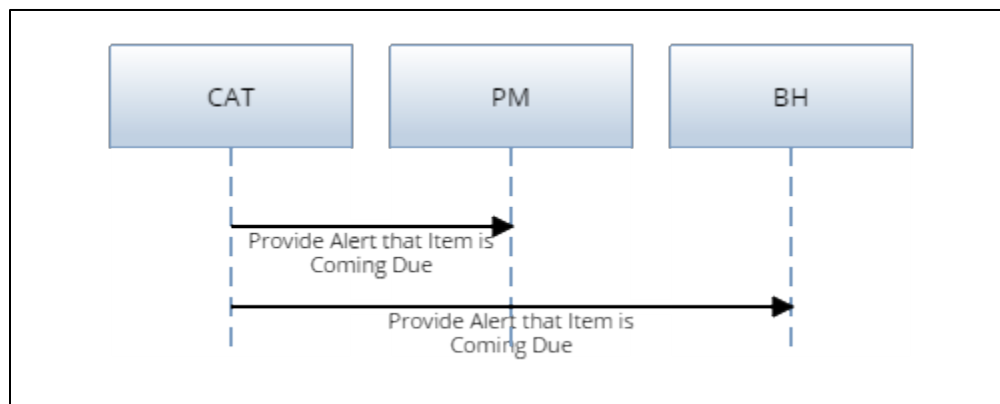 CAT
PM
BH
Provide Alert that Item is
Coming Due
Provide Alert that Item is
Coming Due